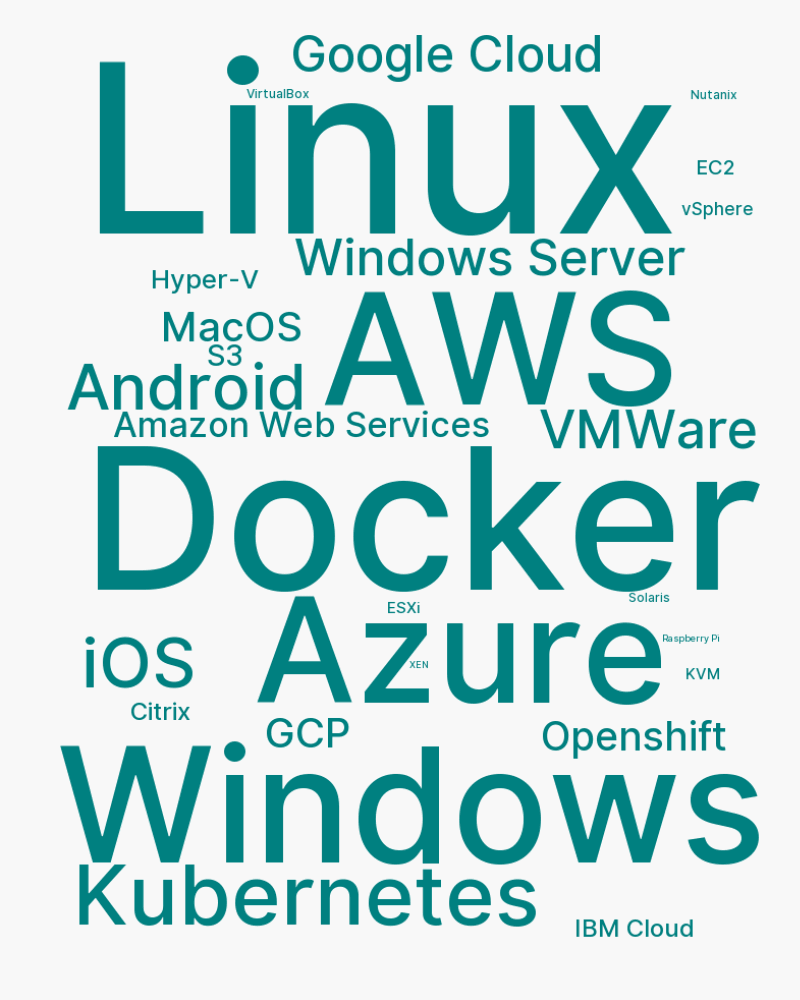 Google Cloud
Linux
VirtualBox
Nutanix
EC2
vSphere
Windows Server
Hyper-V
AWS
MacOS
S3
Android
Amazon Web Services
VMWare
Docker
Solaris
ESXi
Azure
Raspberry Pi
iOS
XEN
KVM
Citrix
GCP
Openshift
Windows
Kubernetes
IBM Cloud